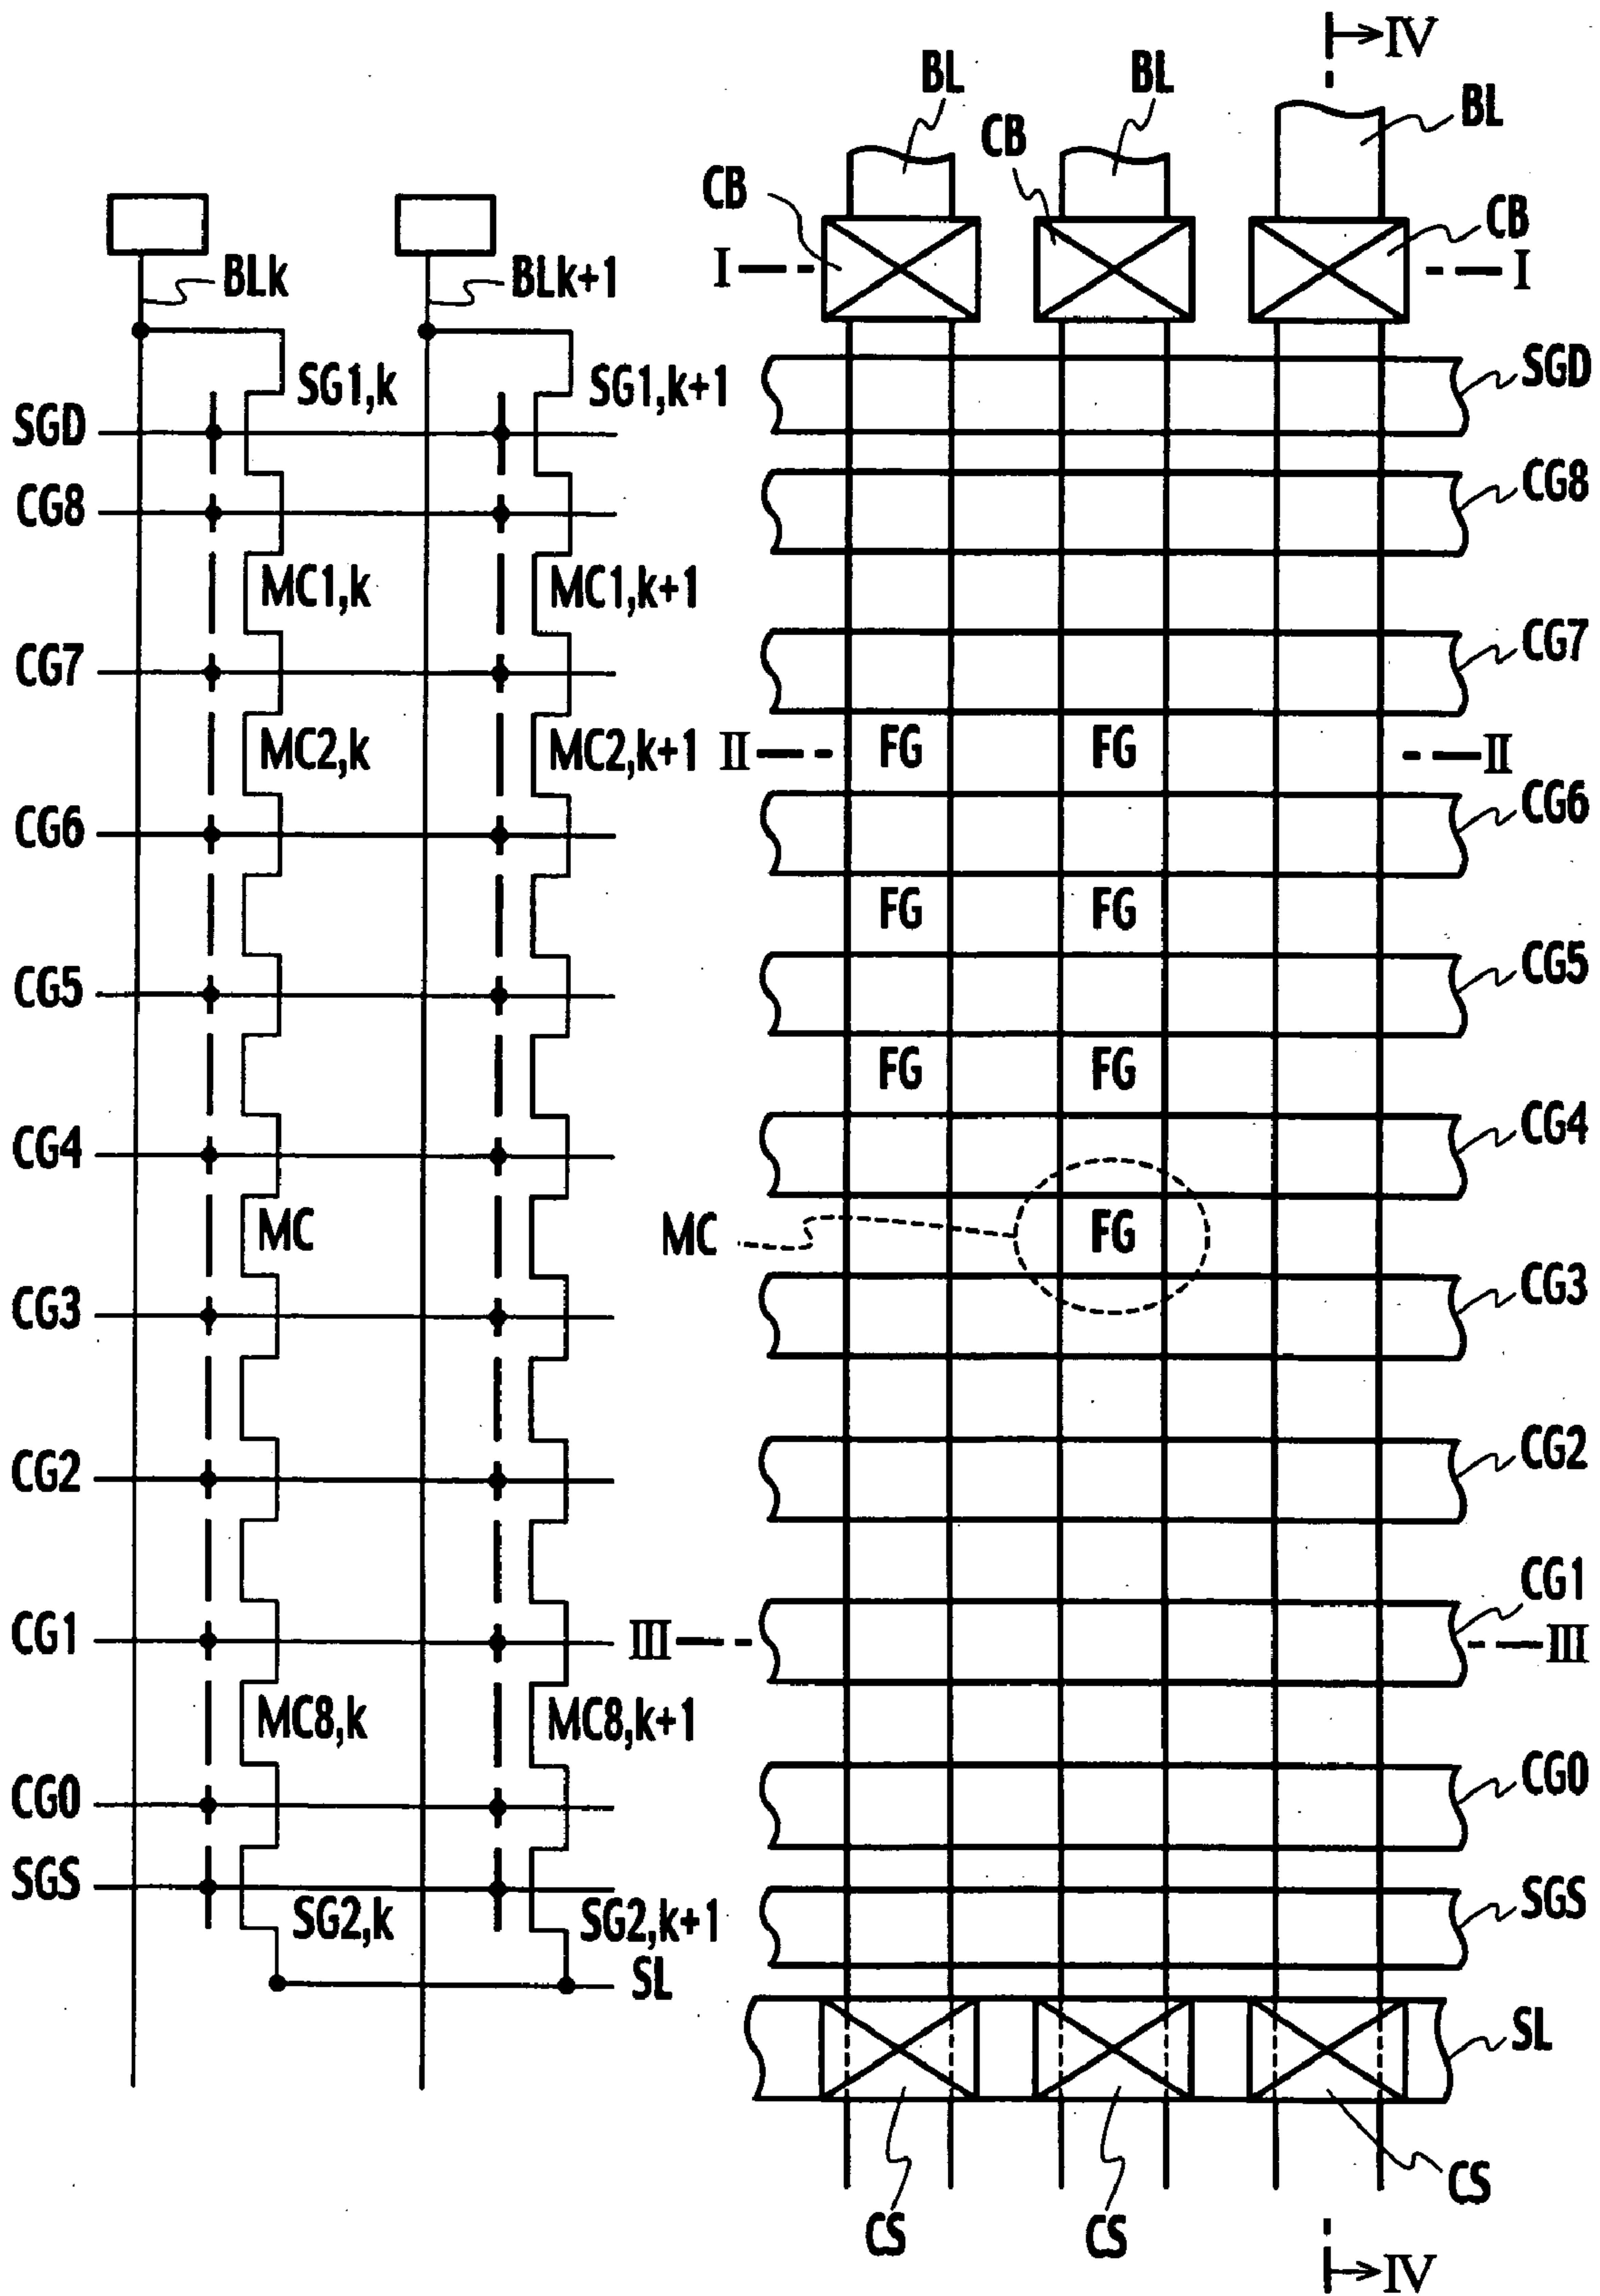 IV
BL BL BL
CB CB CB
I I
BLk BLk+1
SG1,k SG1,k+1
SGD SGD
CG8 CG8
MC1,k MC1,k+1
CG7 CG7
MC2,k MC2,k+1 II FG FG II
CG6 CG6
FG FG
CG5 CG5
FG FG
CG4 CG4
MC MC FG
CG3 CG3
CG2 CG2
CG1 III CG1 III
MC8,k MC8,k+1
CG0 CG0
SGS SGS
SG2,k SG2,k+1
SL SL
CS CS CS
IV